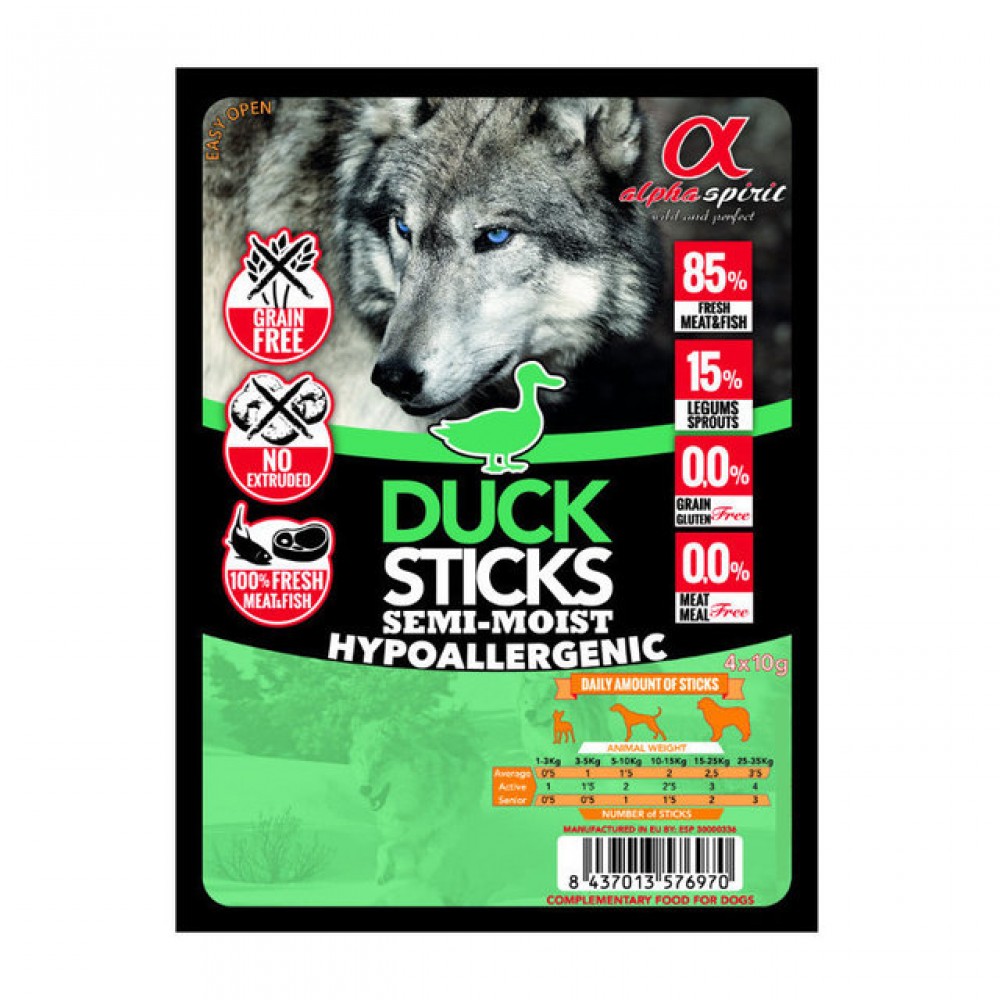 EASY OPEN
α
alpha spirit
wild and perfect
GRAIN
FREE
NO
EXTRUDED
100% FRESH
MEAT&FISH
85%
FRESH
MEAT&FISH
15%
LEGUMS
SPROUTS
0,0%
GRAIN
GLUTEN Free
0,0%
MEAT
MEAL Free
DUCK
STICKS
SEMI-MOIST
HYPOALLERGENIC
4x10g
DAILY AMOUNT OF STICKS
ANIMAL WEIGHT
1-3Kg 3-5Kg 5-10Kg 10-15Kg 15-25Kg 25-35Kg
Average 0'5 1 1'5 2 2,5 3'5
Active 1 1'5 2 2'5 3 4
Senior 0'5 0'5 1 1'5 2 3
NUMBER OF STICKS
MANUFACTURED IN EU BY: ESP 30000336
8 437013 576970
COMPLEMENTARY FOOD FOR DOGS